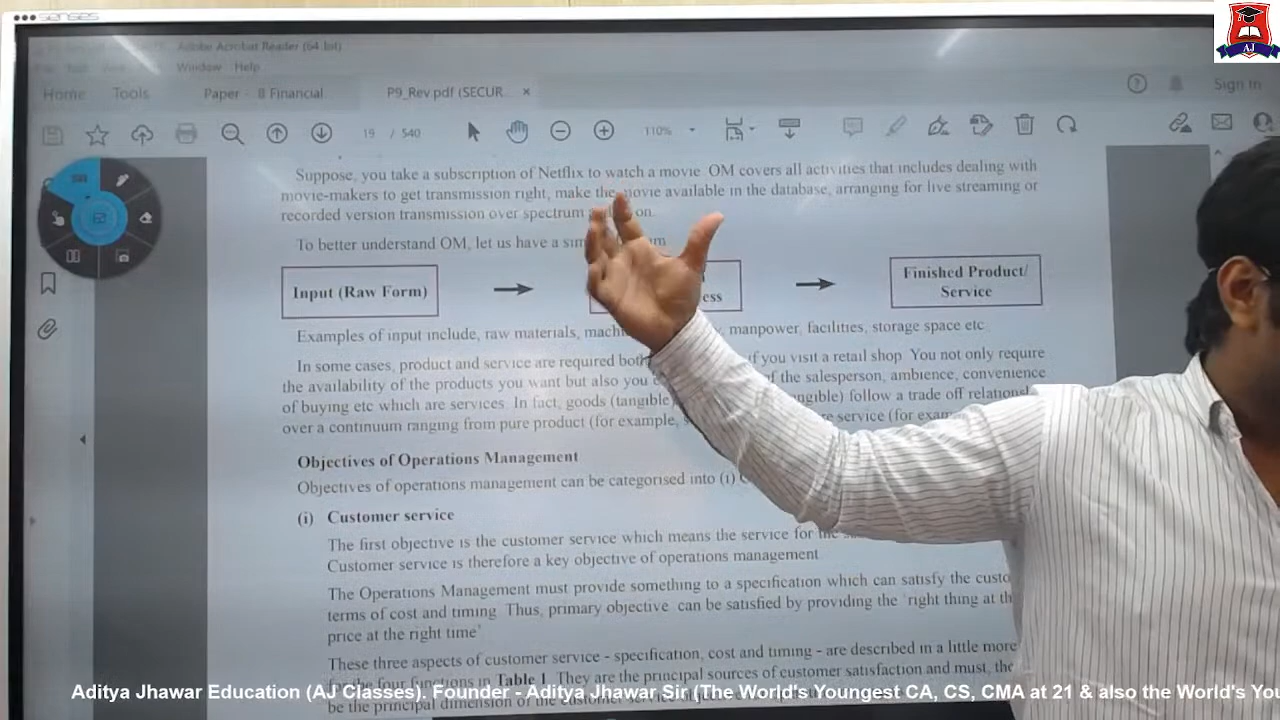 senses
Adobe Acrobat Reader (64-bit)
Window Help
Home Tools Paper - 8 Financial P9_Rev.pdf (SECUR... ×
Sign In
19 / 540 110%
Suppose, you take a subscription of Netflix to watch a movie. OM covers all activities that includes dealing with
movie-makers to get transmission right, make the movie available in the database, arranging for live streaming or
recorded version transmission over spectrum on.
To better understand OM, let us have a
Input (Raw Form)
Finished Product/
Service
Examples of input include, raw materials, manpower, facilities, storage space etc
In some cases, product and service are required if you visit a retail shop. You not only require
the availability of the products you want but also you of the salesperson, ambience, convenience
of buying etc which are services. In fact, goods (tangible) follow a trade off
over a continuum ranging from pure product (for example, service (for
Objectives of Operations Management
Objectives of operations management can be categorised into (i)
(i) Customer service
The first objective is the customer service which means the service for
Customer service is therefore a key objective of operations management
The Operations Management must provide something to a specification which can satisfy the
terms of cost and timing. Thus, primary objective can be satisfied by providing the 'right thing at
price at the right time'
These three aspects of customer service - specification, cost and timing - are described in a little more
for the four functions in Table 1. They are the principal sources of customer satisfaction and must,
be the principal dimension of the customer service
AJ
Aditya Jhawar Education (AJ Classes). Founder - Aditya Jhawar Sir (The World's Youngest CA, CS, CMA at 21 & also the World's